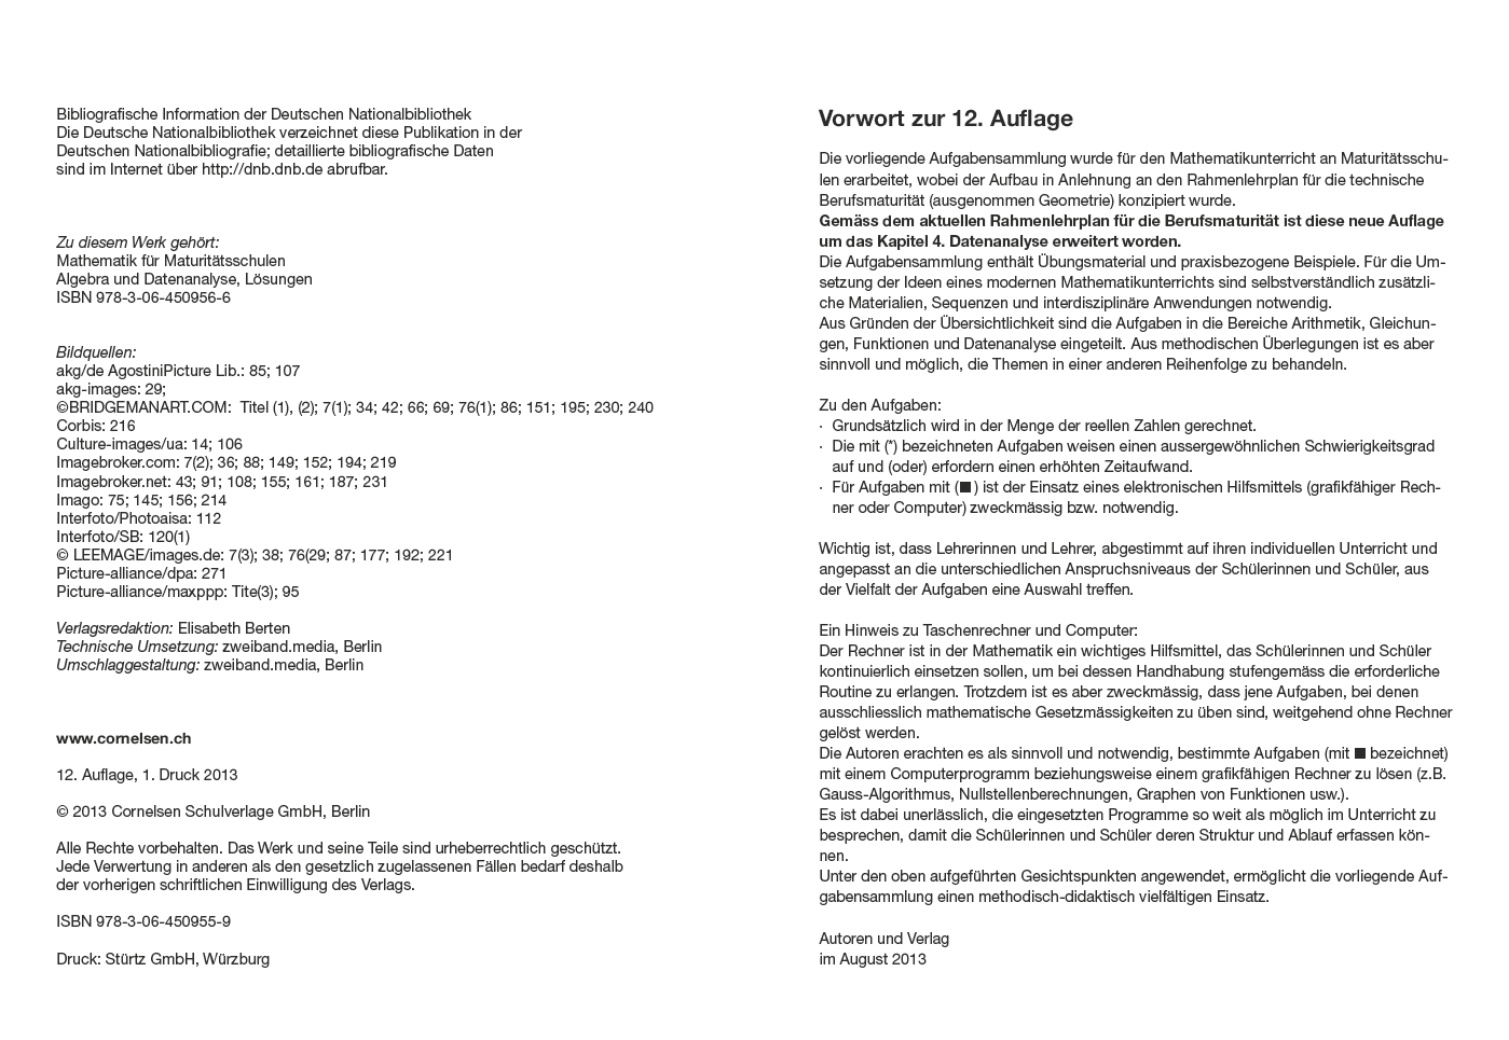 Bibliografische Information der Deutschen Nationalbibliothek
Die Deutsche Nationalbibliothek verzeichnet diese Publikation in der
Deutschen Nationalbibliografie; detaillierte bibliografische Daten
sind im Internet über http://dnb.dnb.de abrufbar.
Zu diesem Werk gehört:
Mathematik für Maturitätsschulen
Algebra und Datenanalyse, Lösungen
ISBN 978-3-06-450956-6
Bildquellen:
akg/de AgostiniPicture Lib.: 85; 107
akg-images: 29;
©BRIDGEMANART.COM: Titel (1), (2); 7(1); 34; 42; 66; 69; 76(1); 86; 151; 195; 230; 240
Corbis: 216
Culture-images/ua: 14; 106
Imagebroker.com: 7(2); 36; 88; 149; 152; 194; 219
Imagebroker.net: 43; 91; 108; 155; 161; 187; 231
Imago: 75; 145; 156; 214
Interfoto/Photoaisa: 112
Interfoto/SB: 120(1)
© LEEMAGE/images.de: 7(3); 38; 76(29; 87; 177; 192; 221
Picture-alliance/dpa: 271
Picture-alliance/maxppp: Tite(3); 95
Verlagsredaktion: Elisabeth Berten
Technische Umsetzung: zweiband.media, Berlin
Umschlaggestaltung: zweiband.media, Berlin
www.cornelsen.ch
12. Auflage, 1. Druck 2013
© 2013 Cornelsen Schulverlage GmbH, Berlin
Alle Rechte vorbehalten. Das Werk und seine Teile sind urheberrechtlich geschützt.
Jede Verwertung in anderen als den gesetzlich zugelassenen Fällen bedarf deshalb
der vorherigen schriftlichen Einwilligung des Verlags.
ISBN 978-3-06-450955-9
Druck: Stürtz GmbH, Würzburg
Vorwort zur 12. Auflage
Die vorliegende Aufgabensammlung wurde für den Mathematikunterricht an Maturitätsschu-
len erarbeitet, wobei der Aufbau in Anlehnung an den Rahmenlehrplan für die technische
Berufsmaturität (ausgenommen Geometrie) konzipiert wurde.
Gemäss dem aktuellen Rahmenlehrplan für die Berufsmaturität ist diese neue Auflage
um das Kapitel 4. Datenanalyse erweitert worden.
Die Aufgabensammlung enthält Übungsmaterial und praxisbezogene Beispiele. Für die Um-
setzung der Ideen eines modernen Mathematikunterrichts sind selbstverständlich zusätzli-
che Materialien, Sequenzen und interdisziplinäre Anwendungen notwendig.
Aus Gründen der Übersichtlichkeit sind die Aufgaben in die Bereiche Arithmetik, Gleichun-
gen, Funktionen und Datenanalyse eingeteilt. Aus methodischen Überlegungen ist es aber
sinnvoll und möglich, die Themen in einer anderen Reihenfolge zu behandeln.
Zu den Aufgaben:
· Grundsätzlich wird in der Menge der reellen Zahlen gerechnet.
· Die mit (*) bezeichneten Aufgaben weisen einen aussergewöhnlichen Schwierigkeitsgrad
auf und (oder) erfordern einen erhöhten Zeitaufwand.
· Für Aufgaben mit (■) ist der Einsatz eines elektronischen Hilfsmittels (grafikfähiger Rech-
ner oder Computer) zweckmässig bzw. notwendig.
Wichtig ist, dass Lehrerinnen und Lehrer, abgestimmt auf ihren individuellen Unterricht und
angepasst an die unterschiedlichen Anspruchsniveaus der Schülerinnen und Schüler, aus
der Vielfalt der Aufgaben eine Auswahl treffen.
Ein Hinweis zu Taschenrechner und Computer:
Der Rechner ist in der Mathematik ein wichtiges Hilfsmittel, das Schülerinnen und Schüler
kontinuierlich einsetzen sollen, um bei dessen Handhabung stufengemäss die erforderliche
Routine zu erlangen. Trotzdem ist es aber zweckmässig, dass jene Aufgaben, bei denen
ausschliesslich mathematische Gesetzmässigkeiten zu üben sind, weitgehend ohne Rechner
gelöst werden.
Die Autoren erachten es als sinnvoll und notwendig, bestimmte Aufgaben (mit ■ bezeichnet)
mit einem Computerprogramm beziehungsweise einem grafikfähigen Rechner zu lösen (z.B.
Gauss-Algorithmus, Nullstellenberechnungen, Graphen von Funktionen usw.).
Es ist dabei unerlässlich, die eingesetzten Programme so weit als möglich im Unterricht zu
besprechen, damit die Schülerinnen und Schüler deren Struktur und Ablauf erfassen kön-
nen.
Unter den oben aufgeführten Gesichtspunkten angewendet, ermöglicht die vorliegende Auf-
gabensammlung einen methodisch-didaktisch vielfältigen Einsatz.
Autoren und Verlag
im August 2013